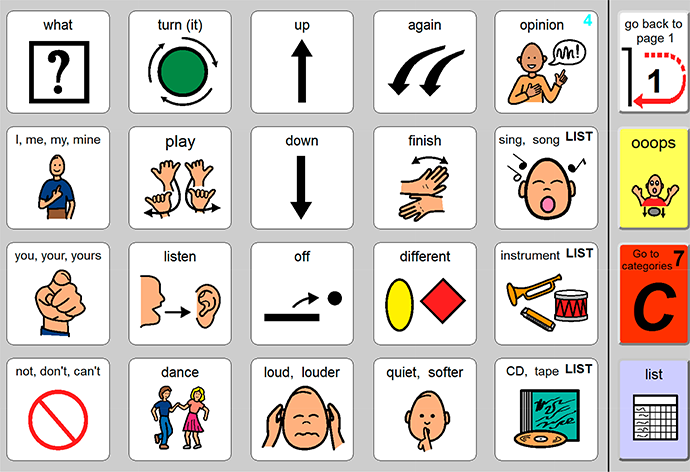 what
?
turn (it)
up
again
opinion 4
go back to
page 1
1
I, me, my, mine
play
down
finish
sing, song LIST
ooops
you, your, yours
listen
off
different
instrument LIST
Go to 7
categories
C
not, don't, can't
dance
loud, louder
quiet, softer
CD, tape LIST
list